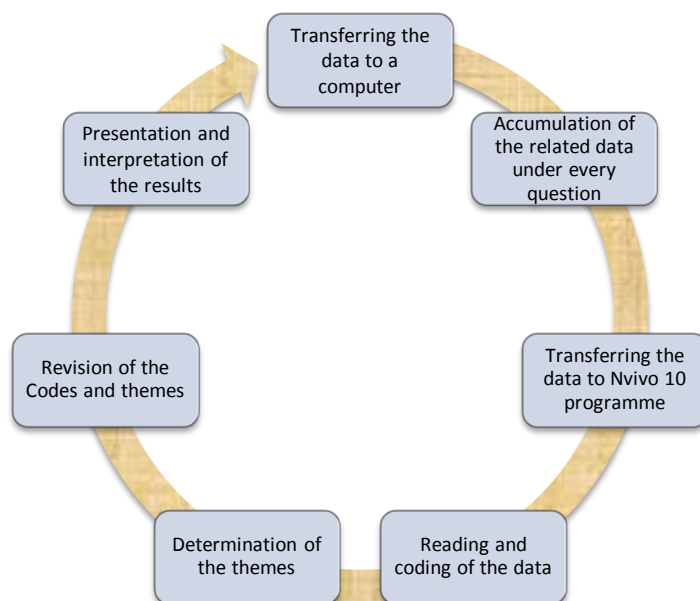 Transferring the
data to a
computer
Accumulation of
the related data
under every
question
Transferring the
data to Nvivo 10
programme
Reading and
coding of the data
Determination of
the themes
Revision of the
Codes and themes
Presentation and
interpretation of
the results